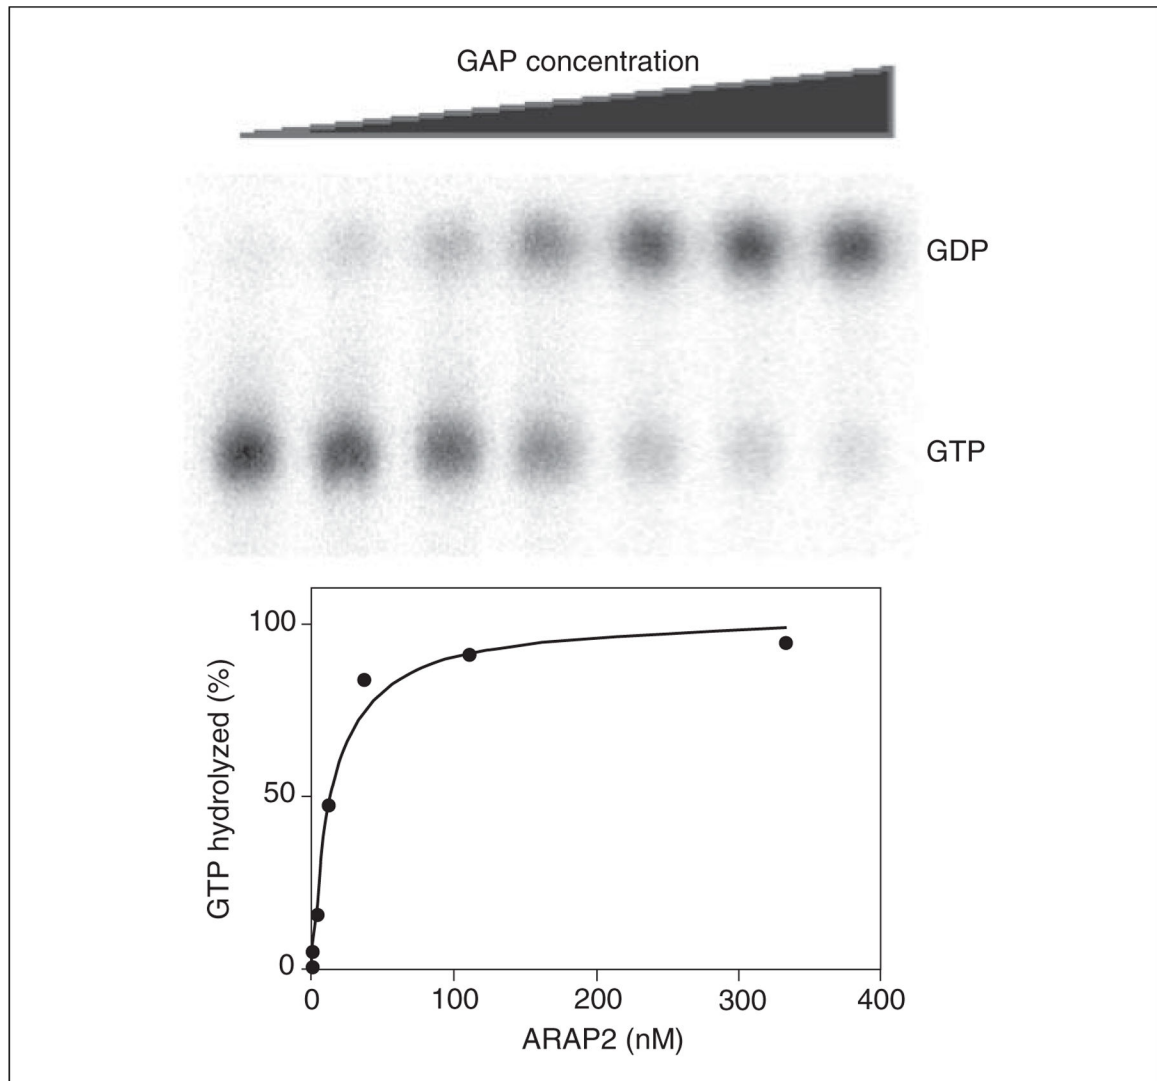 GAP concentration
GDP
GTP
100
50
0
GTP hydrolyzed (%)
0 100 200 300 400
ARAP2 (nM)